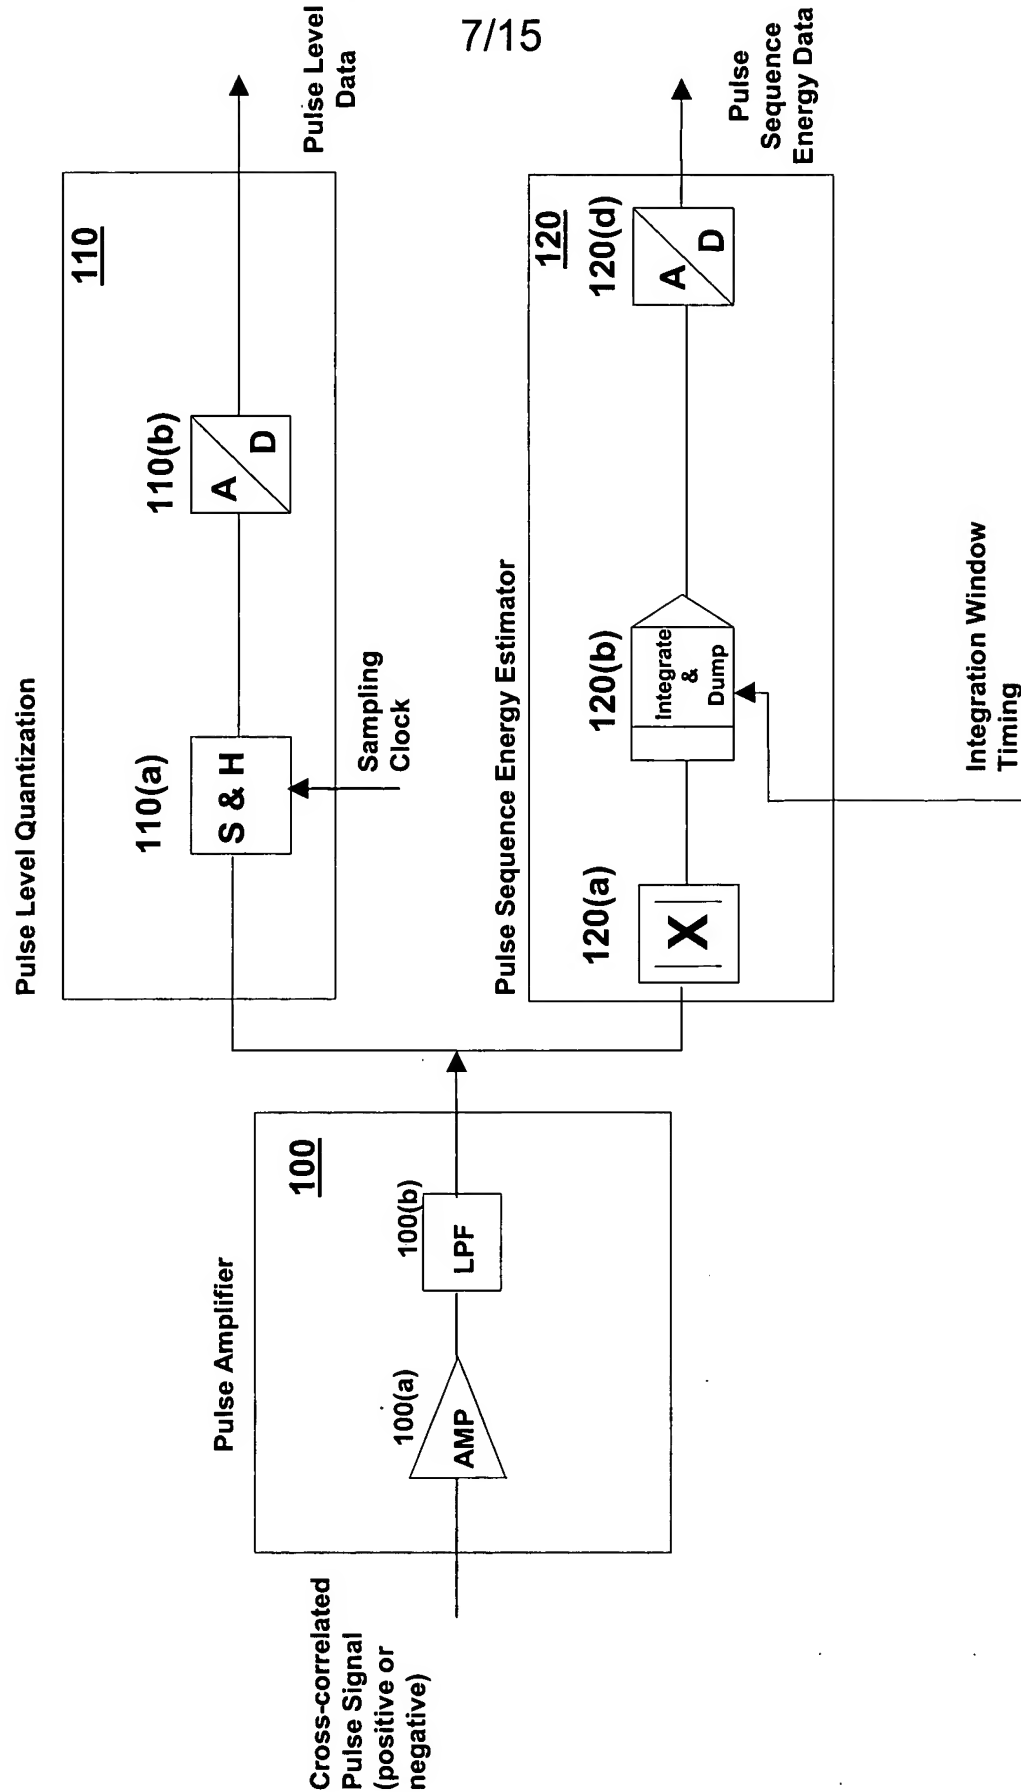 7/15
Cross-correlated
Pulse Signal
(positive or
negative)
Pulse Amplifier
100
100(a)
AMP
100(b)
LPF
Pulse Level Quantization
110
110(a)
S & H
Sampling
Clock
110(b)
A
D
Pulse Level
Data
Pulse Sequence Energy Estimator
120
120(a)
|X|
120(b)
Integrate
&
Dump
Integration Window
Timing
120(d)
A
D
Pulse
Sequence
Energy Data